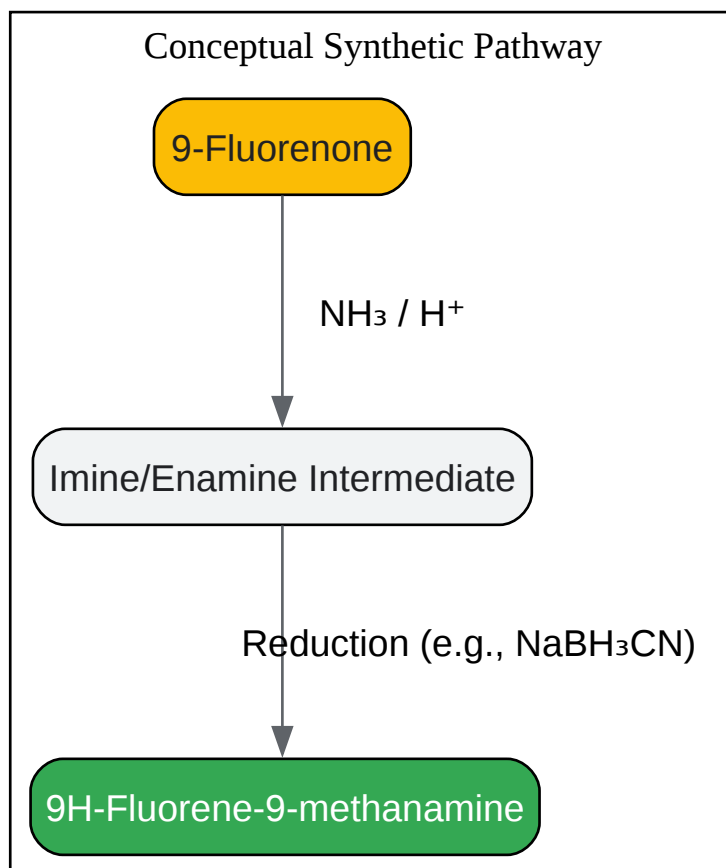 Conceptual Synthetic Pathway
9-Fluorenone
NH₃ / H⁺
Imine/Enamine Intermediate
Reduction (e.g., NaBH₃CN)
9H-Fluorene-9-methanamine